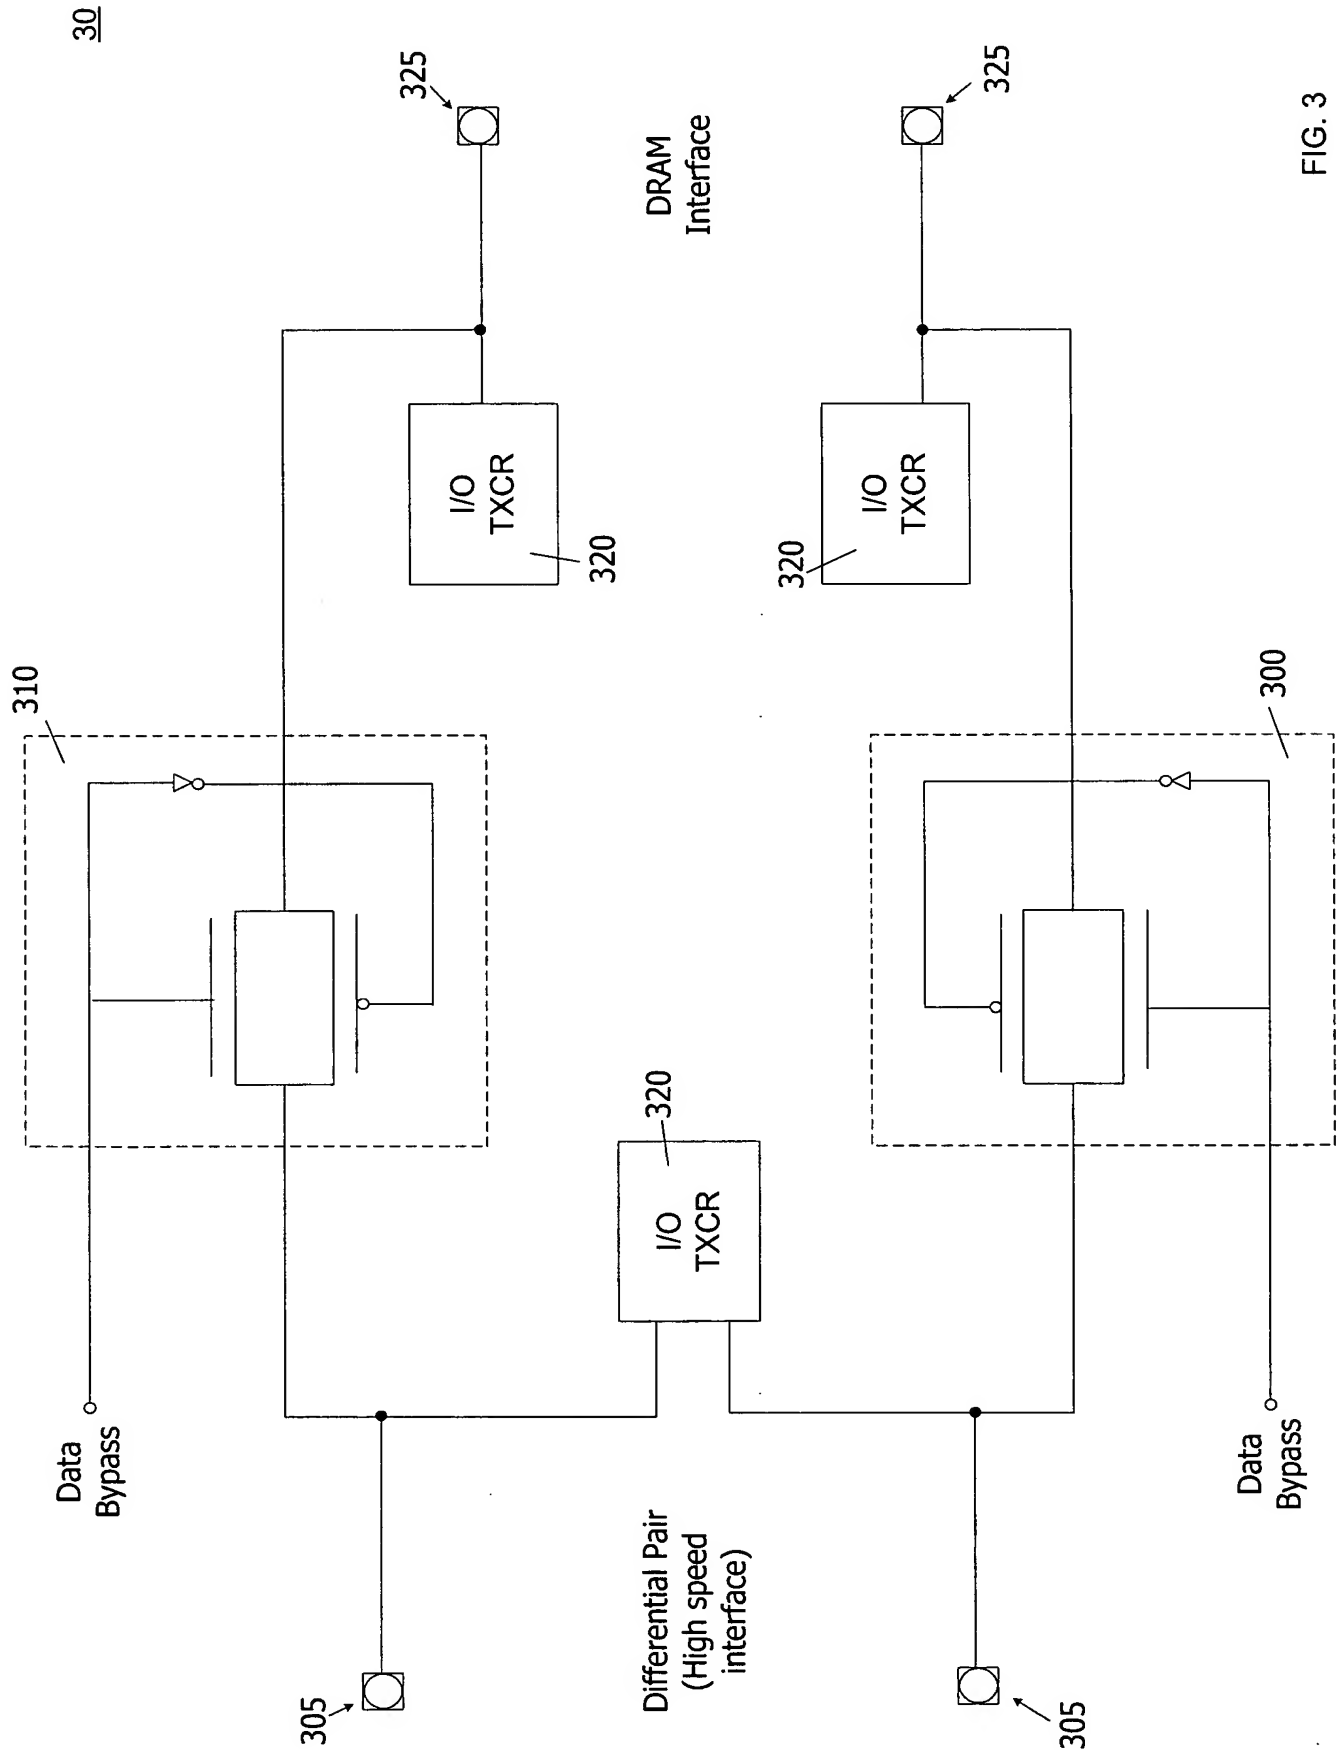 30
325
310
I/O
TXCR
320
DRAM
Interface
Data
Bypass
320
I/O
TXCR
320
I/O
TXCR
325
305
Differential Pair
(High speed
interface)
300
Data
Bypass
305
FIG. 3